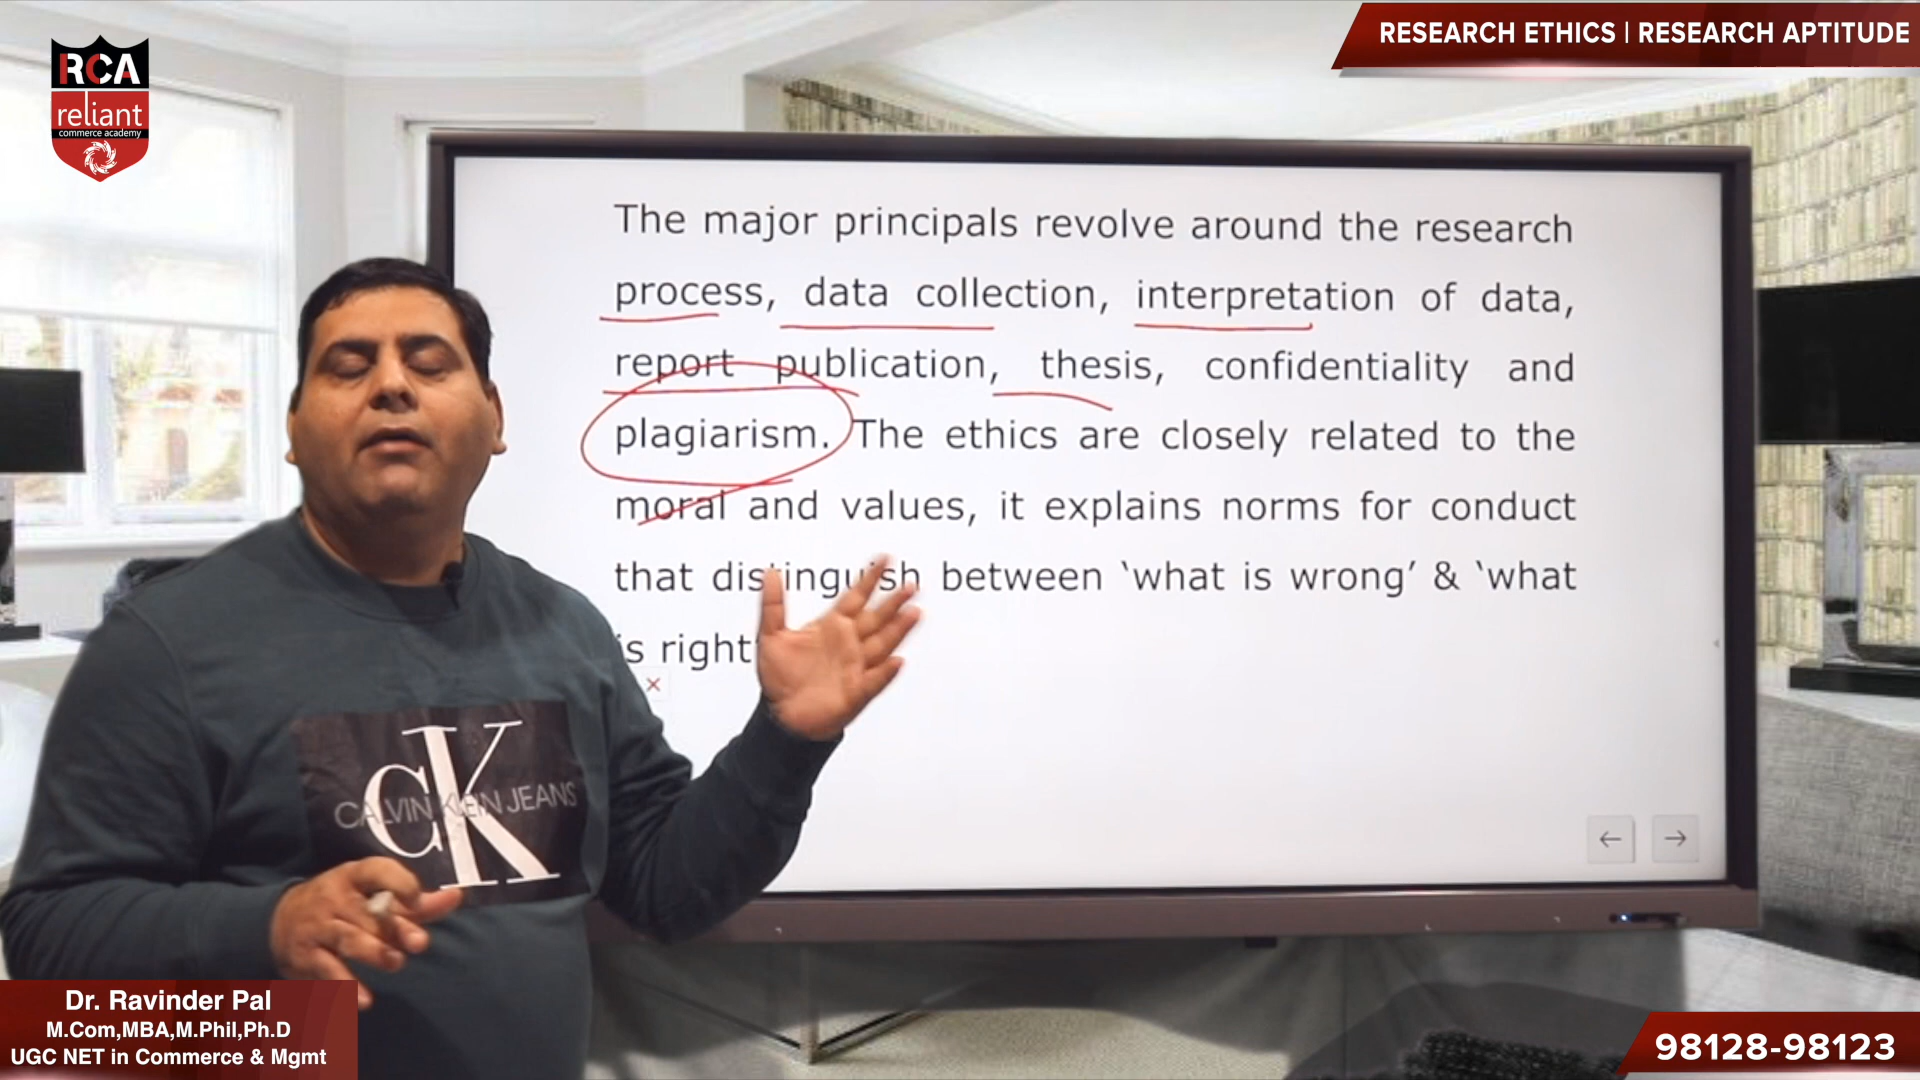 RCA
reliant
commerce academy
RESEARCH ETHICS | RESEARCH APTITUDE
The major principals revolve around the research
process, data collection, interpretation of data,
report publication, thesis, confidentiality and
plagiarism. The ethics are closely related to the
moral and values, it explains norms for conduct
that distinguish between ‘what is wrong’ & ‘what
is right’
CK
CALVIN KLEIN JEANS
Dr. Ravinder Pal
M.Com,MBA,M.Phil,Ph.D
UGC NET in Commerce & Mgmt
98128-98123